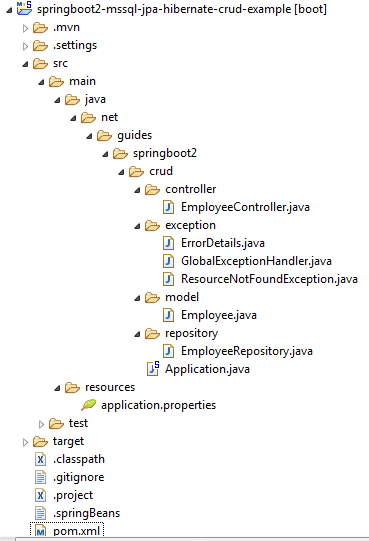 springboot2-mssql-jpa-hibernate-crud-example [boot]
.mvn
.settings
src
main
java
net
guides
springboot2
crud
controller
EmployeeController.java
exception
ErrorDetails.java
GlobalExceptionHandler.java
ResourceNotFoundException.java
model
Employee.java
repository
EmployeeRepository.java
Application.java
resources
application.properties
test
target
.classpath
.gitignore
.project
.springBeans
pom.xml